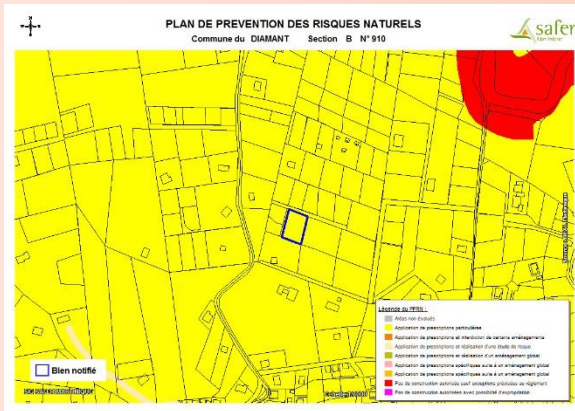 PLAN DE PREVENTION DES RISQUES NATURELS
Commune du DIAMANT Section B N° 910
safer
Martinique
Légende du PPRN :
Aléas non évalués
Application de prescriptions particulières
Application de prescriptions et interdiction de certains aménagements
Application de prescriptions et réalisation d'une étude de risque
Application de prescriptions et réalisation d'un aménagement global
Application de prescriptions spécifiques suite à un aménagement global
Application de prescriptions spécifiques suite à un aménagement global
Pas de construction autorisée sauf exceptions précisées au règlement
Pas de construction autorisée avec possibilité d'expropriation
Bien notifié